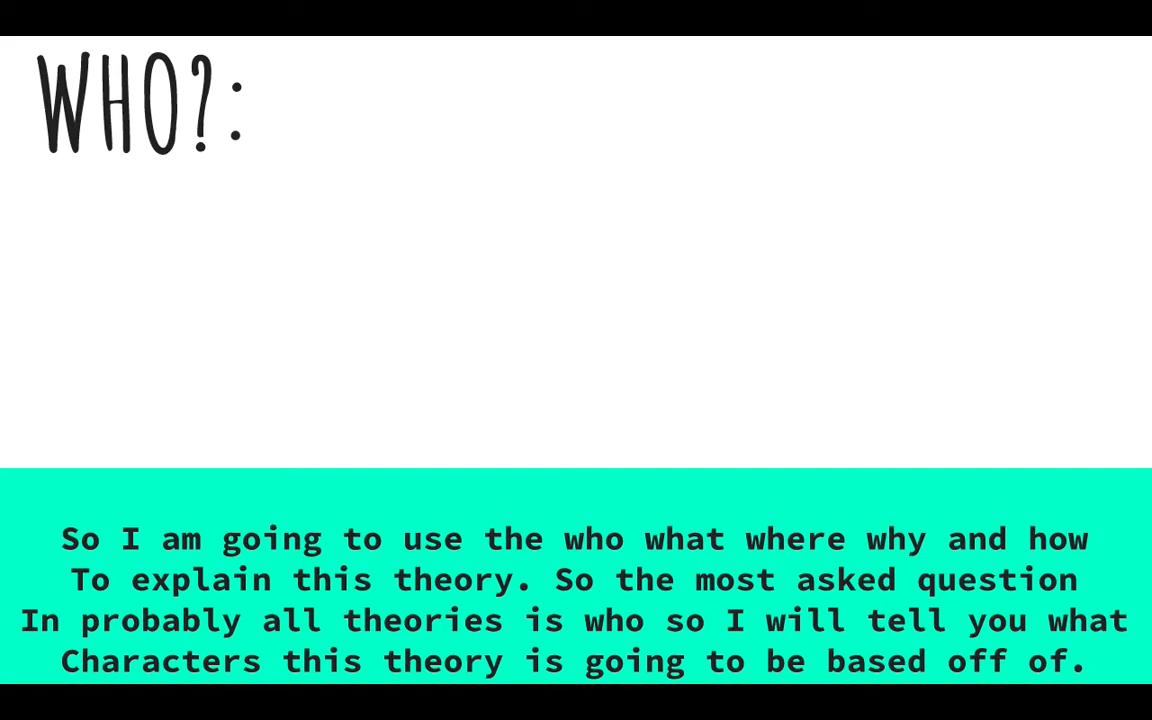 WHO?:
So I am going to use the who what where why and how
To explain this theory. So the most asked question
In probably all theories is who so I will tell you what
Characters this theory is going to be based off of.